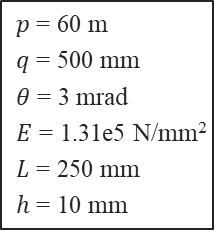 p = 60 m
q = 500 mm
θ = 3 mrad
E = 1.31e5 N/mm²
L = 250 mm
h = 10 mm